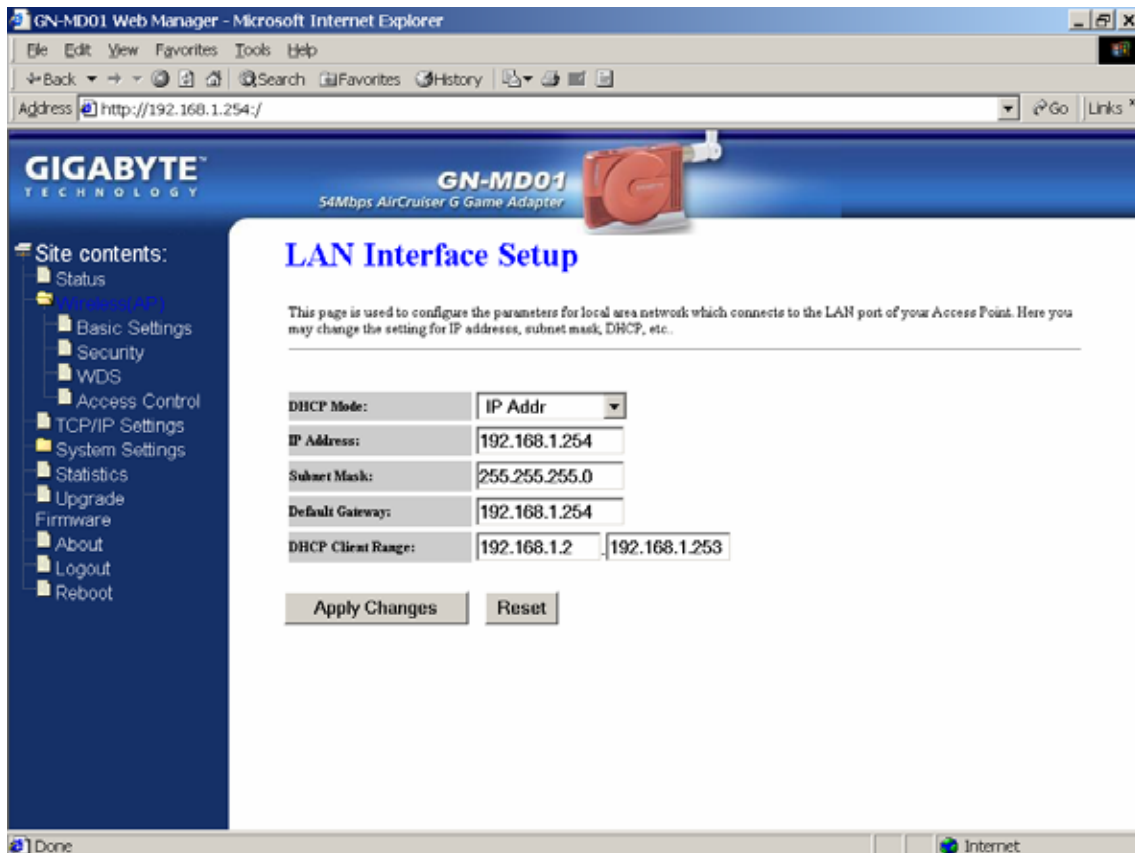 GN-MD01 Web Manager - Microsoft Internet Explorer
File Edit View Favorites Tools Help
Back Search Favorites History
Address http://192.168.1.254:/ Go Links
GIGABYTE™
TECHNOLOGY
GN-MD01
54Mbps AirCruiser G Game Adapter
Site contents:
Status
Wireless(AP)
Basic Settings
Security
WDS
Access Control
TCP/IP Settings
System Settings
Statistics
Upgrade
Firmware
About
Logout
Reboot
LAN Interface Setup
This page is used to configure the parameters for local area network which connects to the LAN port of your Access Point. Here you
may change the setting for IP addresss, subnet mask, DHCP, etc..
DHCP Mode: IP Addr
IP Address: 192.168.1.254
Subnet Mask: 255.255.255.0
Default Gateway: 192.168.1.254
DHCP Client Range: 192.168.1.2 - 192.168.1.253
Apply Changes Reset
Done Internet